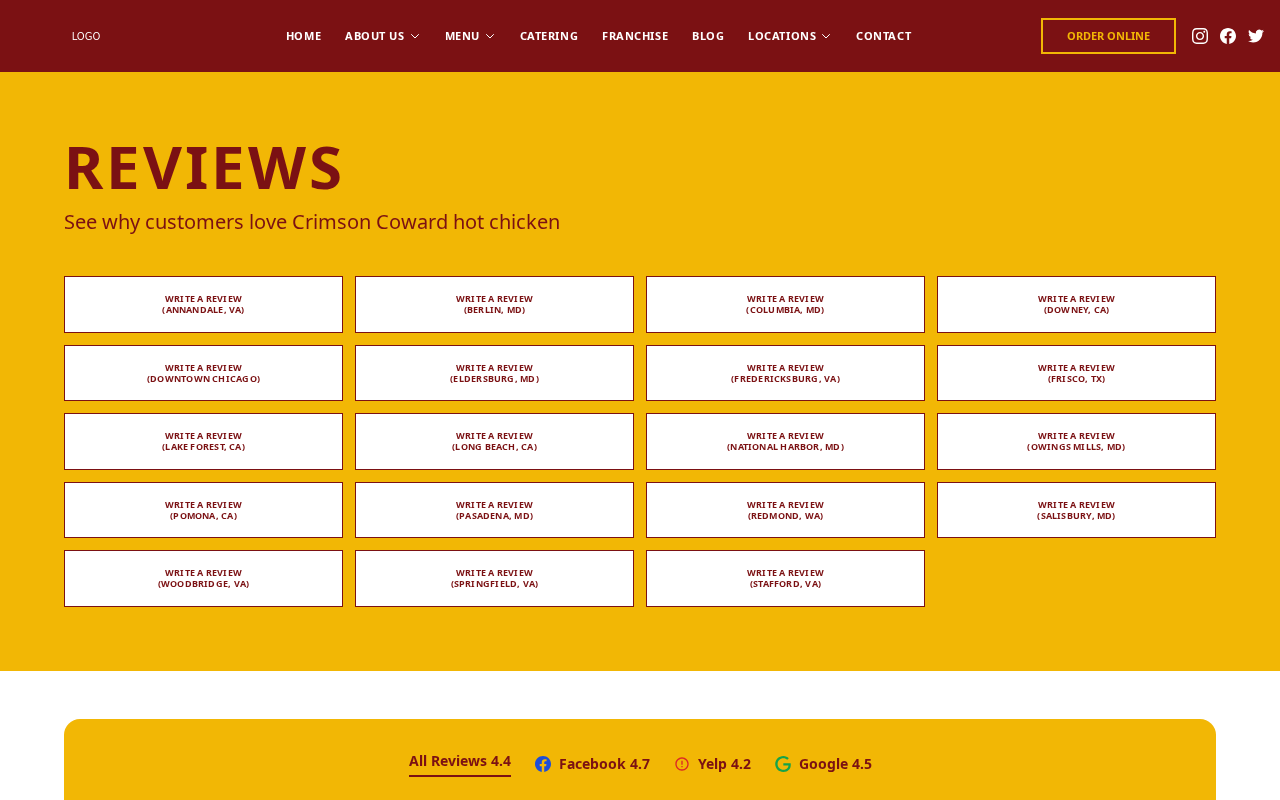 LOGO
HOME ABOUT US MENU CATERING FRANCHISE BLOG LOCATIONS CONTACT
ORDER ONLINE
REVIEWS
See why customers love Crimson Coward hot chicken
WRITE A REVIEW
(ANNANDALE, VA)
WRITE A REVIEW
(BERLIN, MD)
WRITE A REVIEW
(COLUMBIA, MD)
WRITE A REVIEW
(DOWNEY, CA)
WRITE A REVIEW
(DOWNTOWN CHICAGO)
WRITE A REVIEW
(ELDERSBURG, MD)
WRITE A REVIEW
(FREDERICKSBURG, VA)
WRITE A REVIEW
(FRISCO, TX)
WRITE A REVIEW
(LAKE FOREST, CA)
WRITE A REVIEW
(LONG BEACH, CA)
WRITE A REVIEW
(NATIONAL HARBOR, MD)
WRITE A REVIEW
(OWINGS MILLS, MD)
WRITE A REVIEW
(POMONA, CA)
WRITE A REVIEW
(PASADENA, MD)
WRITE A REVIEW
(REDMOND, WA)
WRITE A REVIEW
(SALISBURY, MD)
WRITE A REVIEW
(WOODBRIDGE, VA)
WRITE A REVIEW
(SPRINGFIELD, VA)
WRITE A REVIEW
(STAFFORD, VA)
All Reviews 4.4 Facebook 4.7 Yelp 4.2 Google 4.5